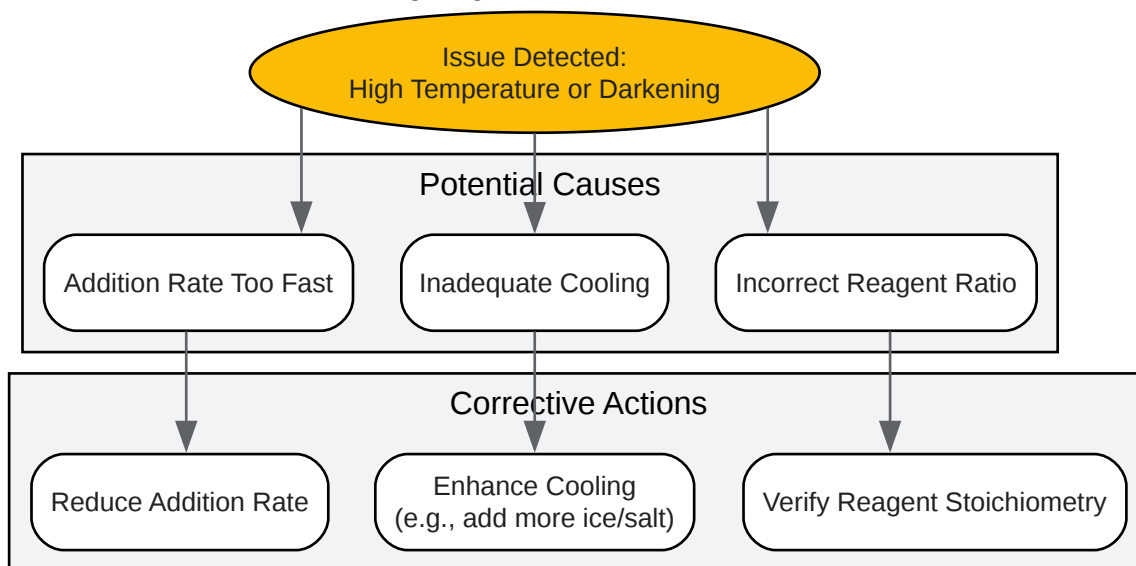 Issue Detected:
High Temperature or Darkening
Potential Causes
Addition Rate Too Fast
Inadequate Cooling
Incorrect Reagent Ratio
Corrective Actions
Reduce Addition Rate
Enhance Cooling
(e.g., add more ice/salt)
Verify Reagent Stoichiometry